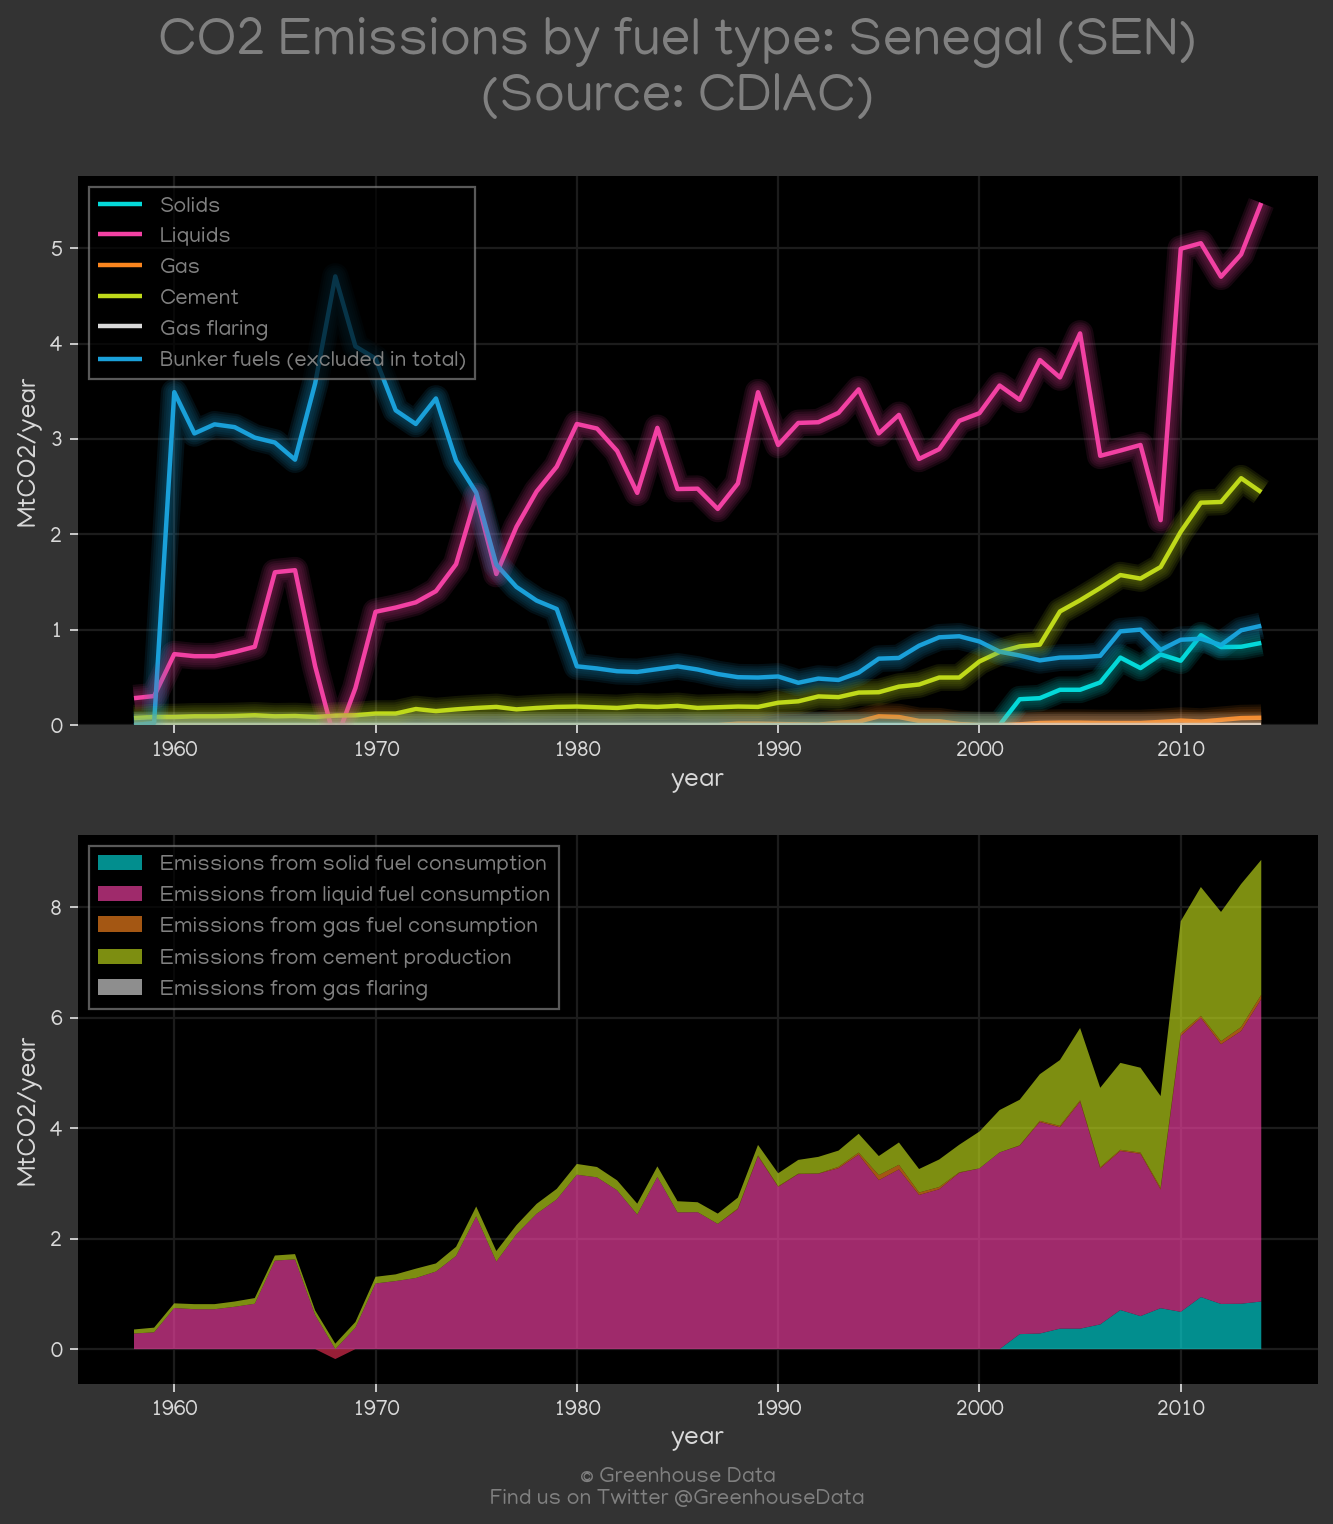 CO2 Emissions by fuel type: Senegal (SEN)
(Source: CDIAC)
Solids
Liquids
Gas
Cement
Gas flaring
Bunker fuels (excluded in total)
MtCO2/year
5
4
3
2
1
0
1960 1970 1980 1990 2000 2010
year
Emissions from solid fuel consumption
Emissions from liquid fuel consumption
Emissions from gas fuel consumption
Emissions from cement production
Emissions from gas flaring
MtCO2/year
8
6
4
2
0
1960 1970 1980 1990 2000 2010
year
© Greenhouse Data
Find us on Twitter @GreenhouseData